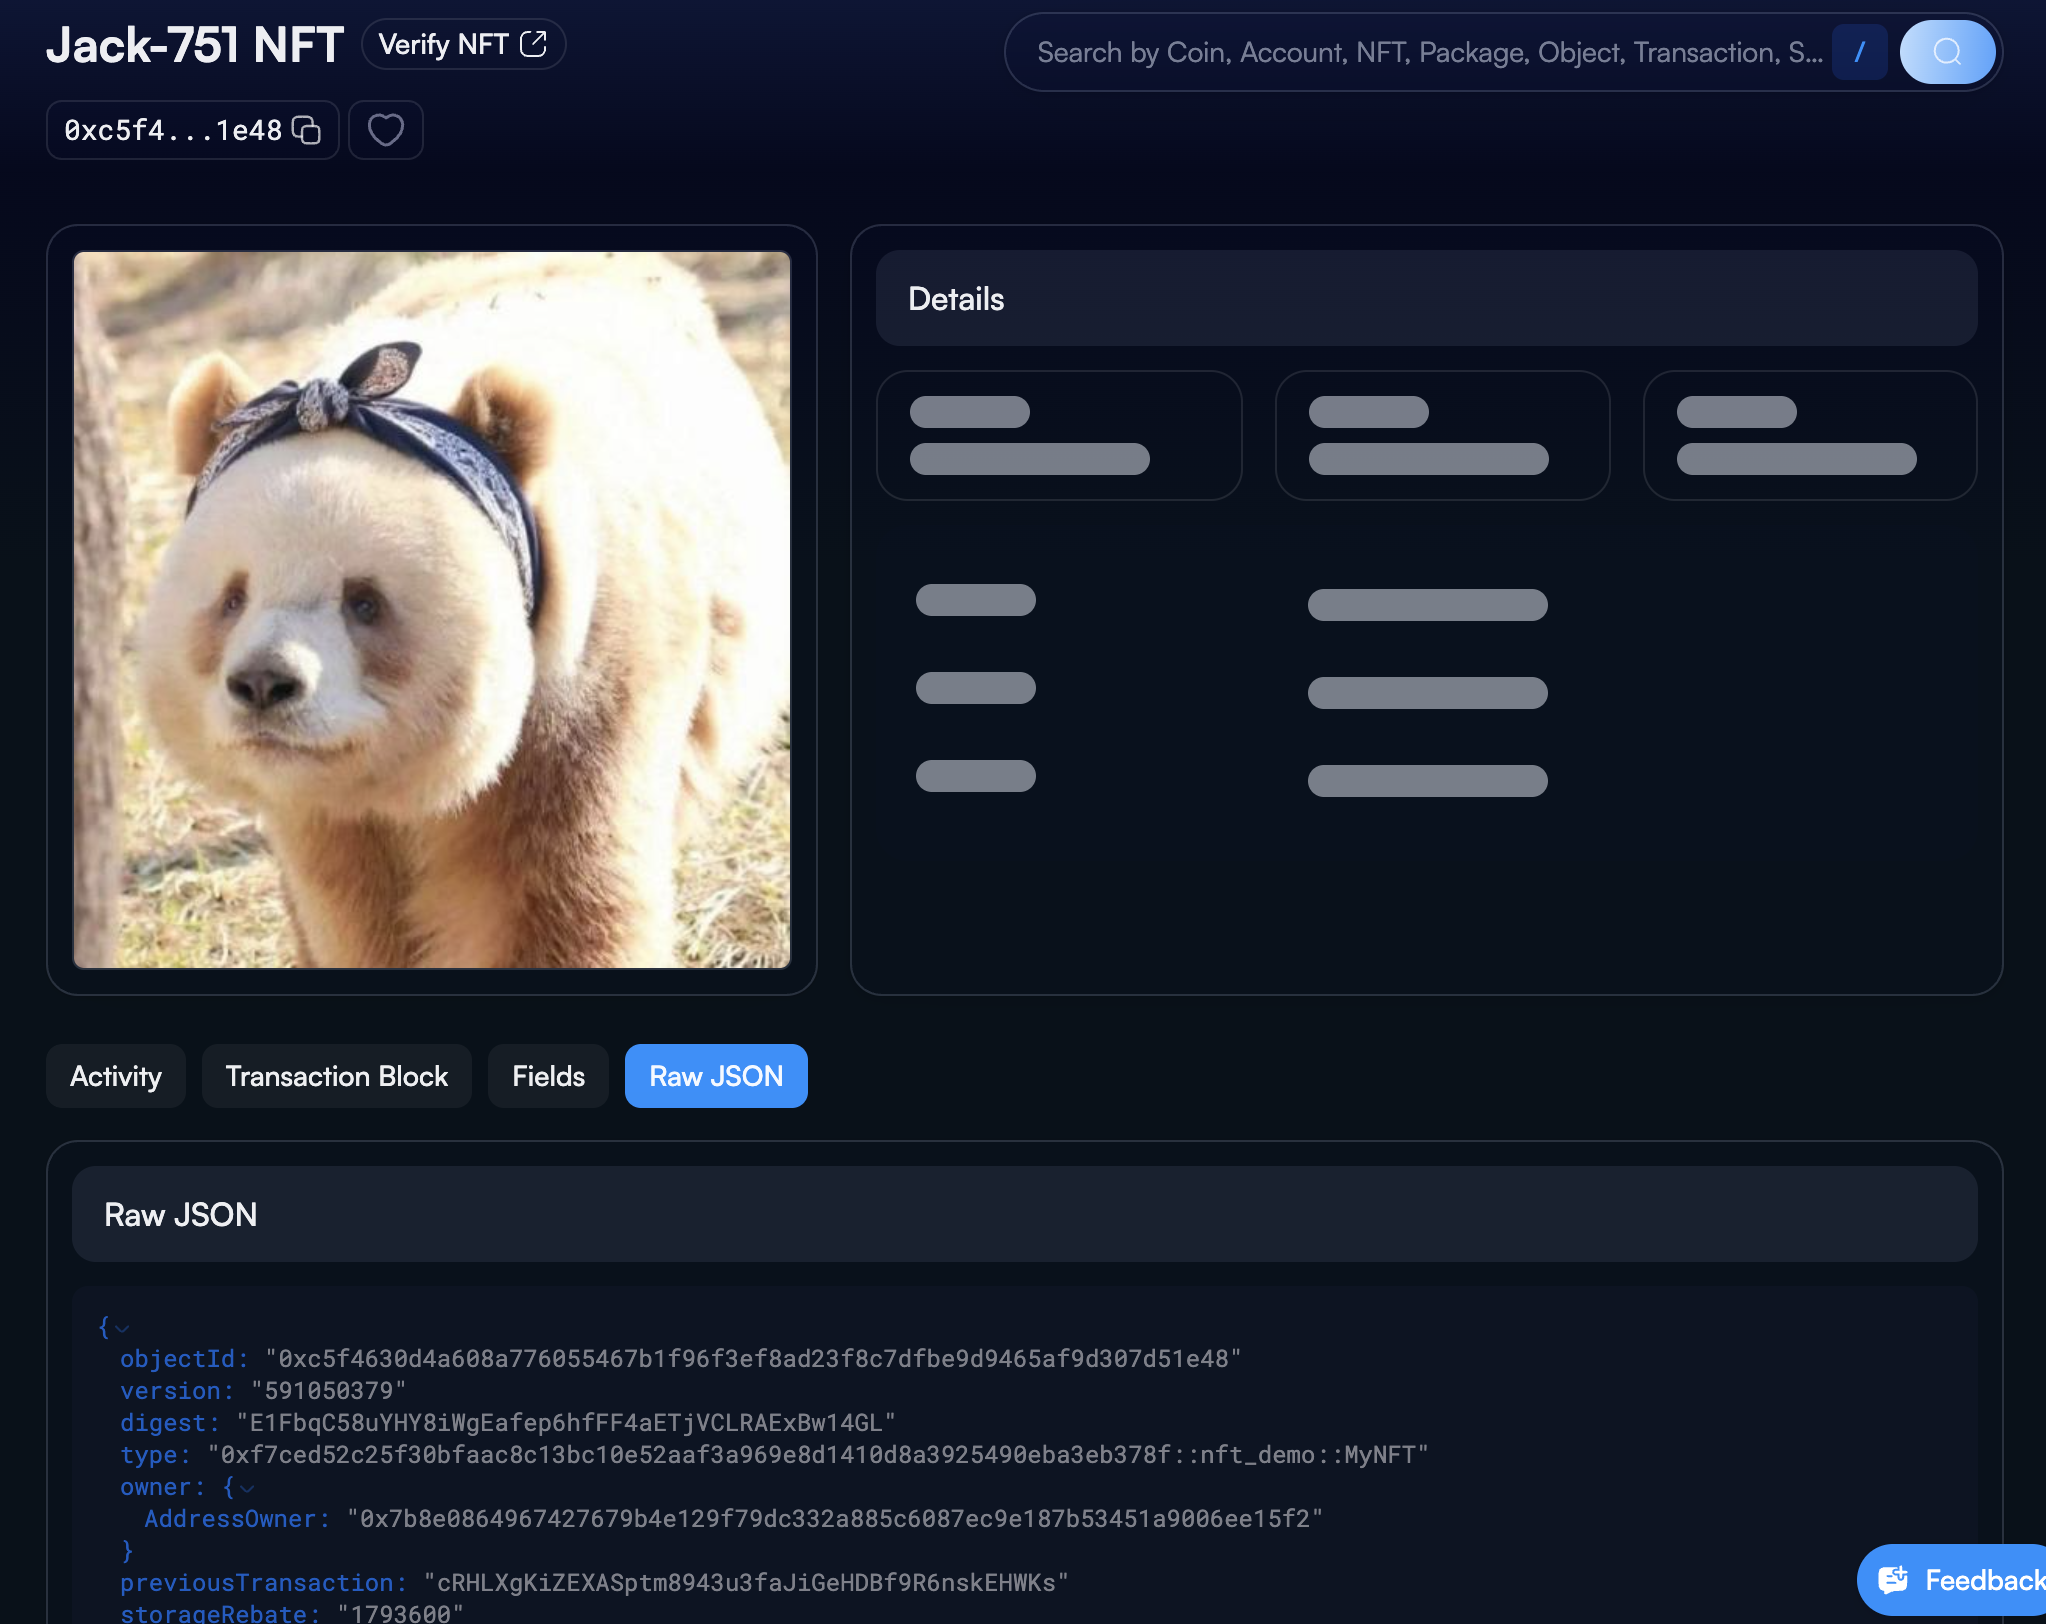 Jack-751 NFT
Verify NFT
Search by Coin, Account, NFT, Package, Object, Transaction, S...
/
0xc5f4...1e48
Details
Activity
Transaction Block
Fields
Raw JSON
Raw JSON
{
objectId: "0xc5f4630d4a608a776055467b1f96f3ef8ad23f8c7dfbe9d9465af9d307d51e48"
version: "591050379"
digest: "E1FbqC58uYHY8iWgEafep6hfFF4aETjVCLRAExBw14GL"
type: "0xf7ced52c25f30bfaac8c13bc10e52aaf3a969e8d1410d8a3925490eba3eb378f::nft_demo::MyNFT"
owner: {
AddressOwner: "0x7b8e0864967427679b4e129f79dc332a885c6087ec9e187b53451a9006ee15f2"
}
previousTransaction: "cRHLXgKiZEXASptm8943u3faJiGeHDBf9R6nskEHWKs"
storageRebate: "1793600"
Feedback